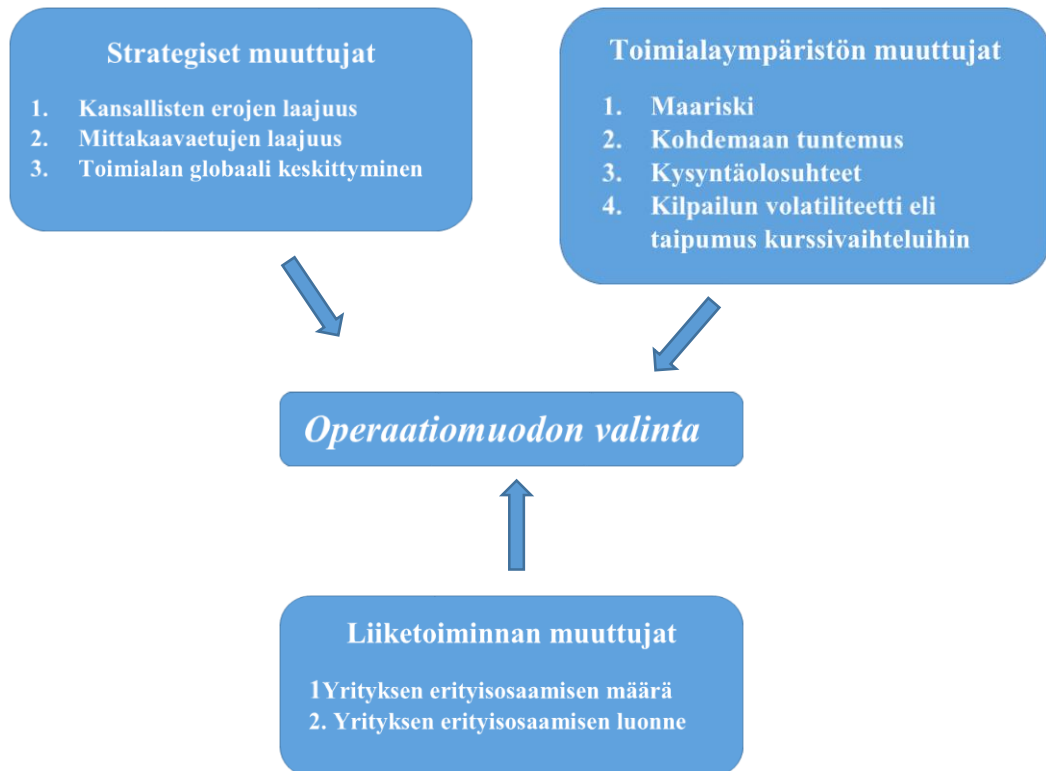 Strategiset muuttujat
1. Kansallisten erojen laajuus
2. Mittakaavaetujen laajuus
3. Toimialan globaali keskittyminen
Toimialaympäristön muuttujat
1. Maariski
2. Kohdemaan tuntemus
3. Kysyntäolosuhteet
4. Kilpailun volatiliteetti eli
taipumus kurssivaihteluihin
Operaatiomuodon valinta
Liiketoiminnan muuttujat
1Yrityksen erityisosaamisen määrä
2. Yrityksen erityisosaamisen luonne